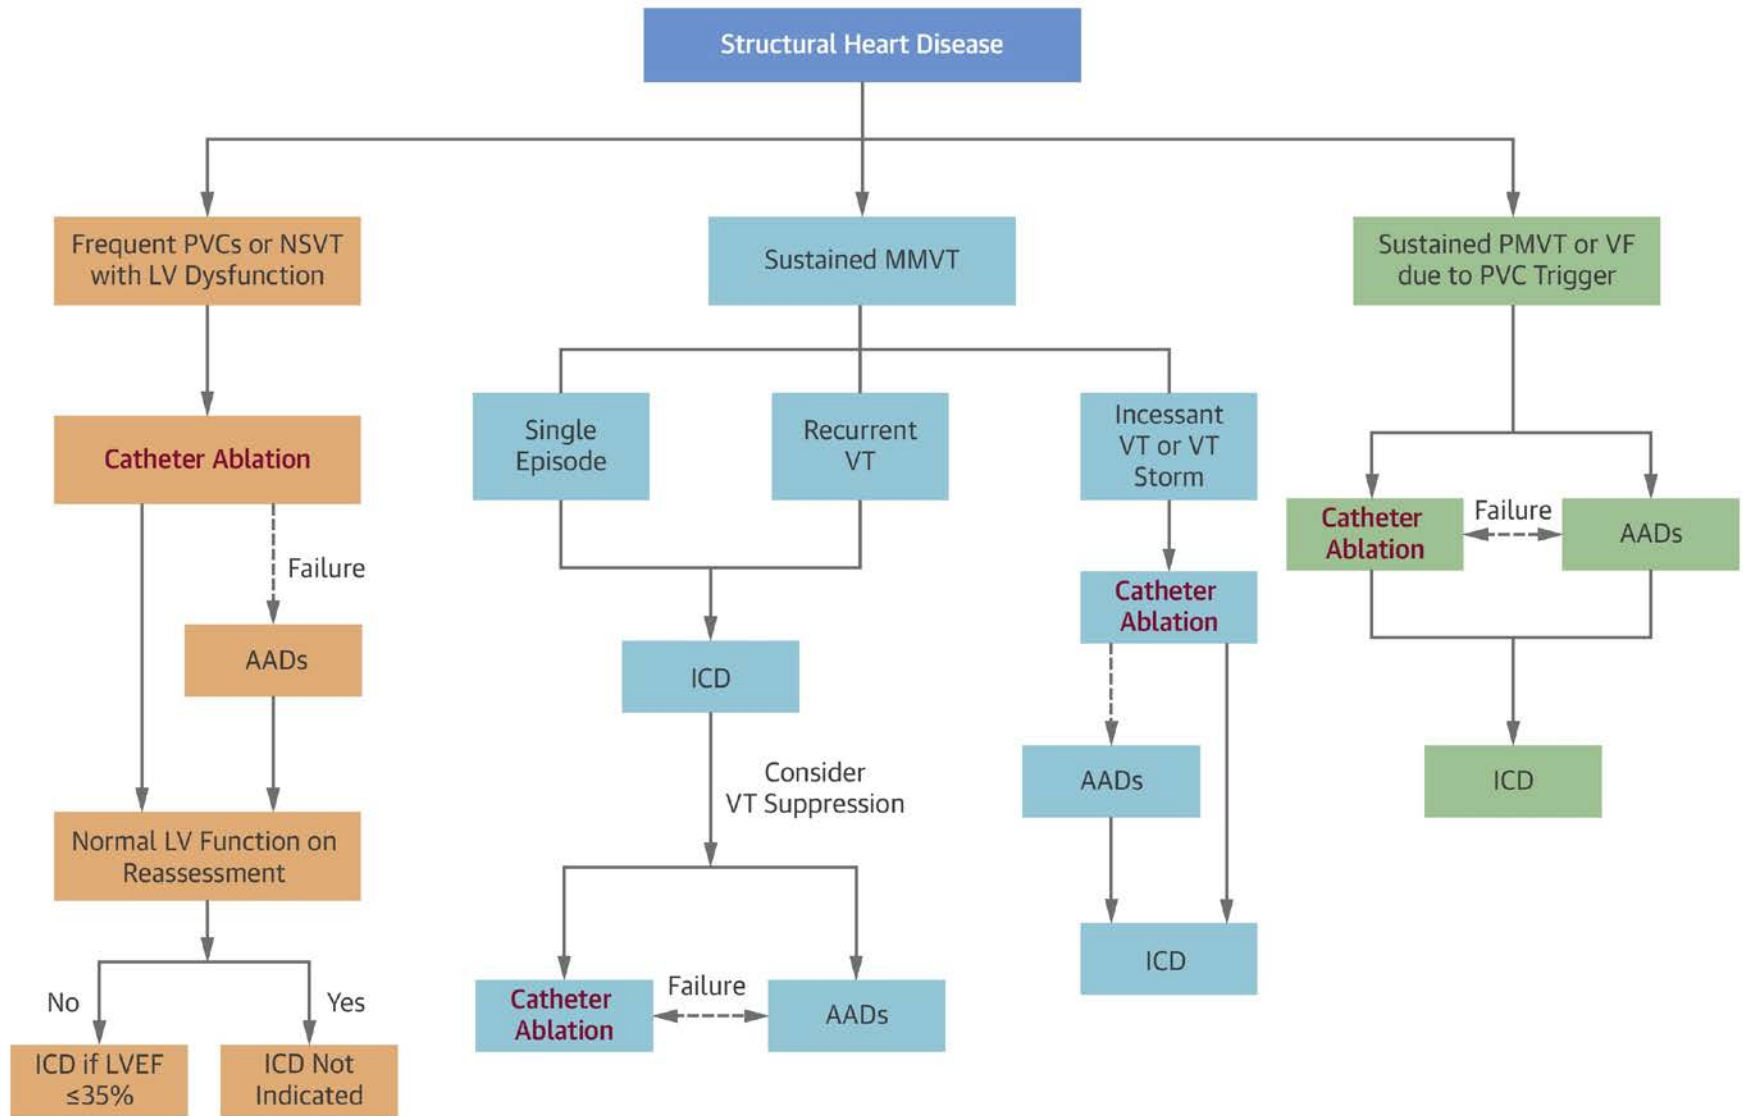 Structural Heart Disease
Frequent PVCs or NSVT
with LV Dysfunction
Sustained MMVT
Sustained PMVT or VF
due to PVC Trigger
Catheter Ablation
Single
Episode
Recurrent
VT
Incessant
VT or VT
Storm
Catheter
Ablation
Failure
AADs
Failure
AADs
Catheter
Ablation
ICD
AADs
ICD
Consider
VT Suppression
Normal LV Function on
Reassessment
ICD
No
Yes
Catheter
Ablation
Failure
AADs
ICD if LVEF
≤35%
ICD Not
Indicated